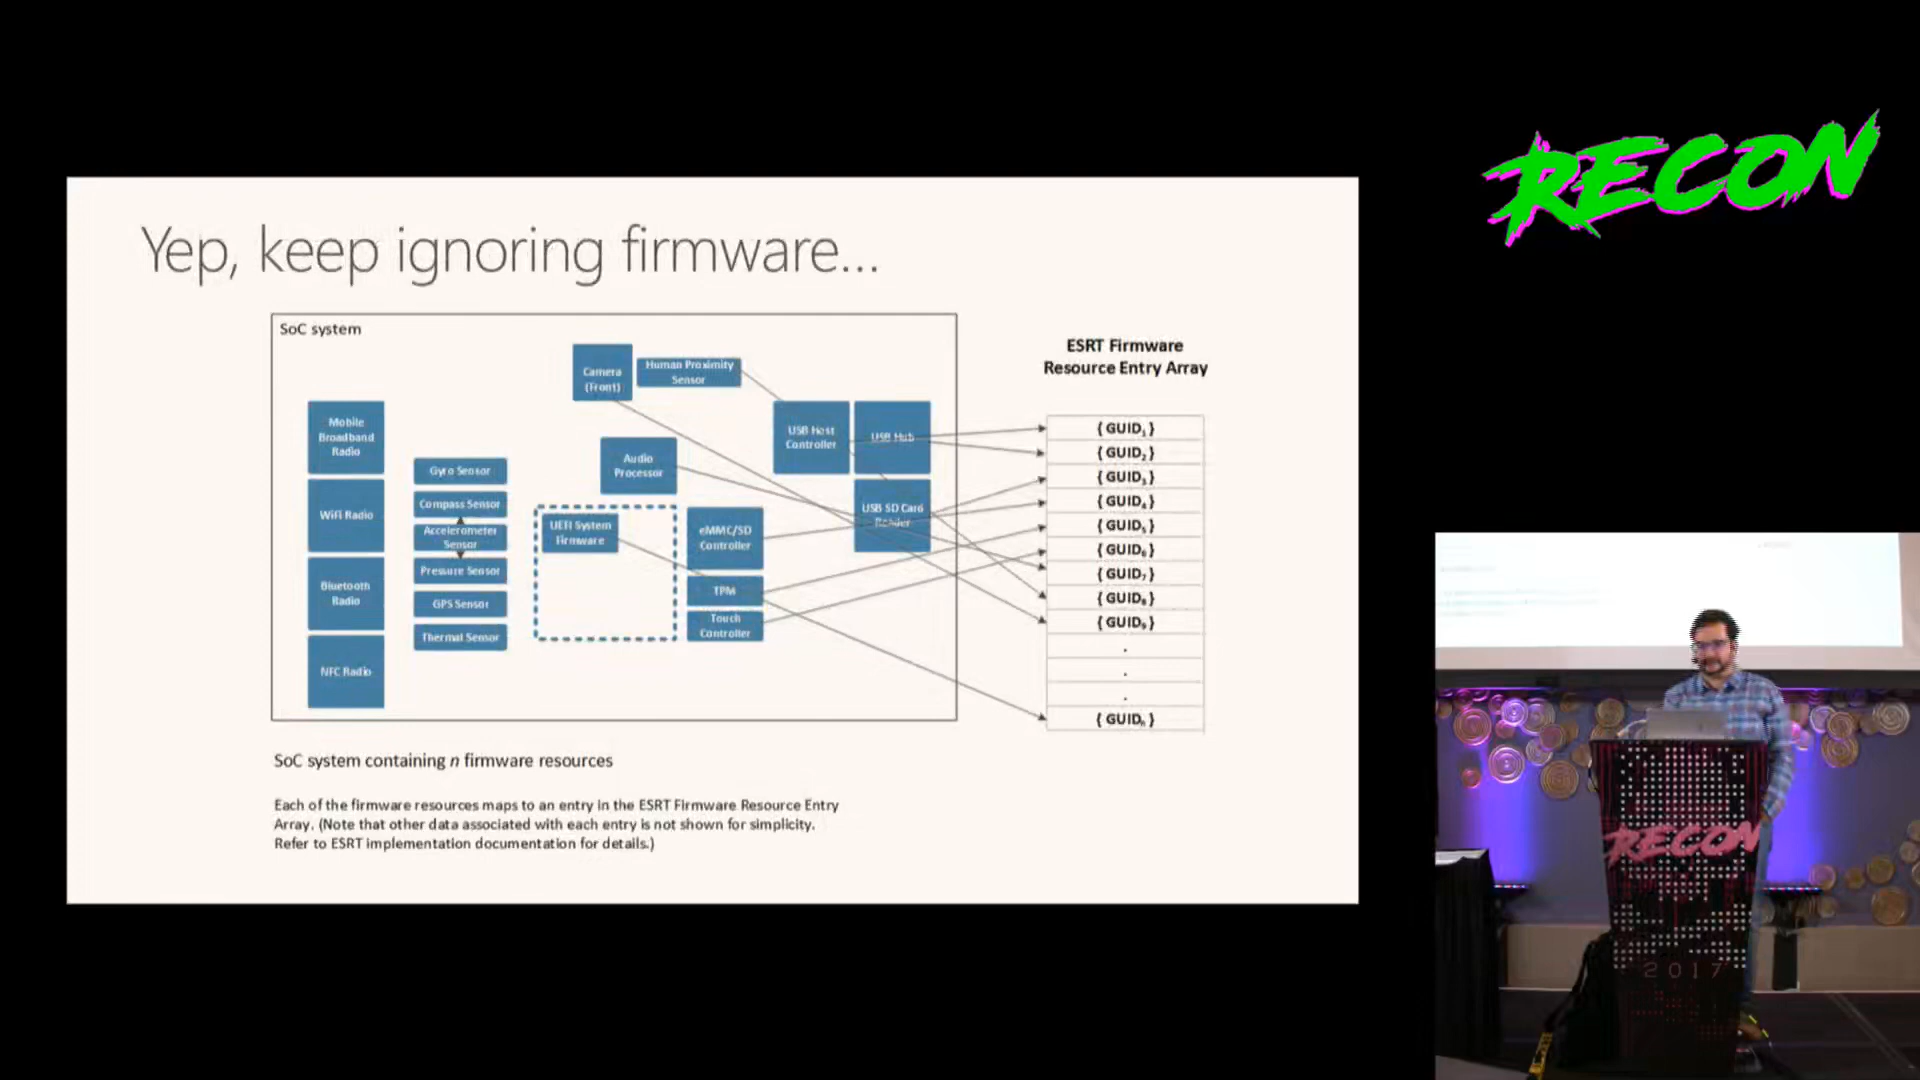 RECON
Yep, keep ignoring firmware...
SoC system
Camera
(Front)
Human Proximity
Sensor
Mobile
Broadband
Radio
WiFi Radio
Bluetooth
Radio
NFC Radio
Gyro Sensor
Compass Sensor
Accelerometer
Sensor
Pressure Sensor
GPS Sensor
Thermal Sensor
Audio
Processor
UEFI System
Firmware
USB Host
Controller
USB Hub
USB SD Card
Reader
eMMC/SD
Controller
TPM
Touch
Controller
ESRT Firmware
Resource Entry Array
{ GUID₁ }
{ GUID₂ }
{ GUID₃ }
{ GUID₄ }
{ GUID₅ }
{ GUID₆ }
{ GUID₇ }
{ GUID₈ }
{ GUID₉ }
.
.
.
{ GUIDₙ }
SoC system containing n firmware resources
Each of the firmware resources maps to an entry in the ESRT Firmware Resource Entry
Array. (Note that other data associated with each entry is not shown for simplicity.
Refer to ESRT implementation documentation for details.)
RECON
2017